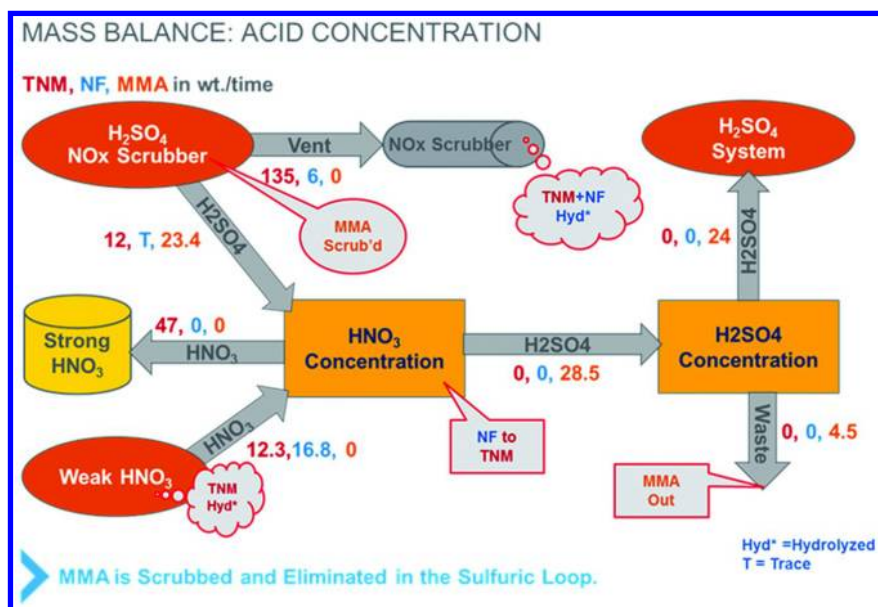 MASS BALANCE: ACID CONCENTRATION
TNM, NF, MMA in wt./time
H₂SO₄
NOx Scrubber
Vent
135, 6, 0
NOx Scrubber
TNM+NF
Hyd*
H₂SO₄
System
MMA
Scrub'd
H2SO4
12, T, 23.4
0, 0, 24
H2SO4
Strong
HNO₃
47, 0, 0
HNO₃
HNO₃
Concentration
H2SO4
0, 0, 28.5
H2SO4
Concentration
HNO₃
12.3,16.8, 0
NF to
TNM
Waste
0, 0, 4.5
Weak HNO₃
TNM
Hyd*
MMA
Out
Hyd* =Hydrolyzed
T = Trace
MMA is Scrubbed and Eliminated in the Sulfuric Loop.